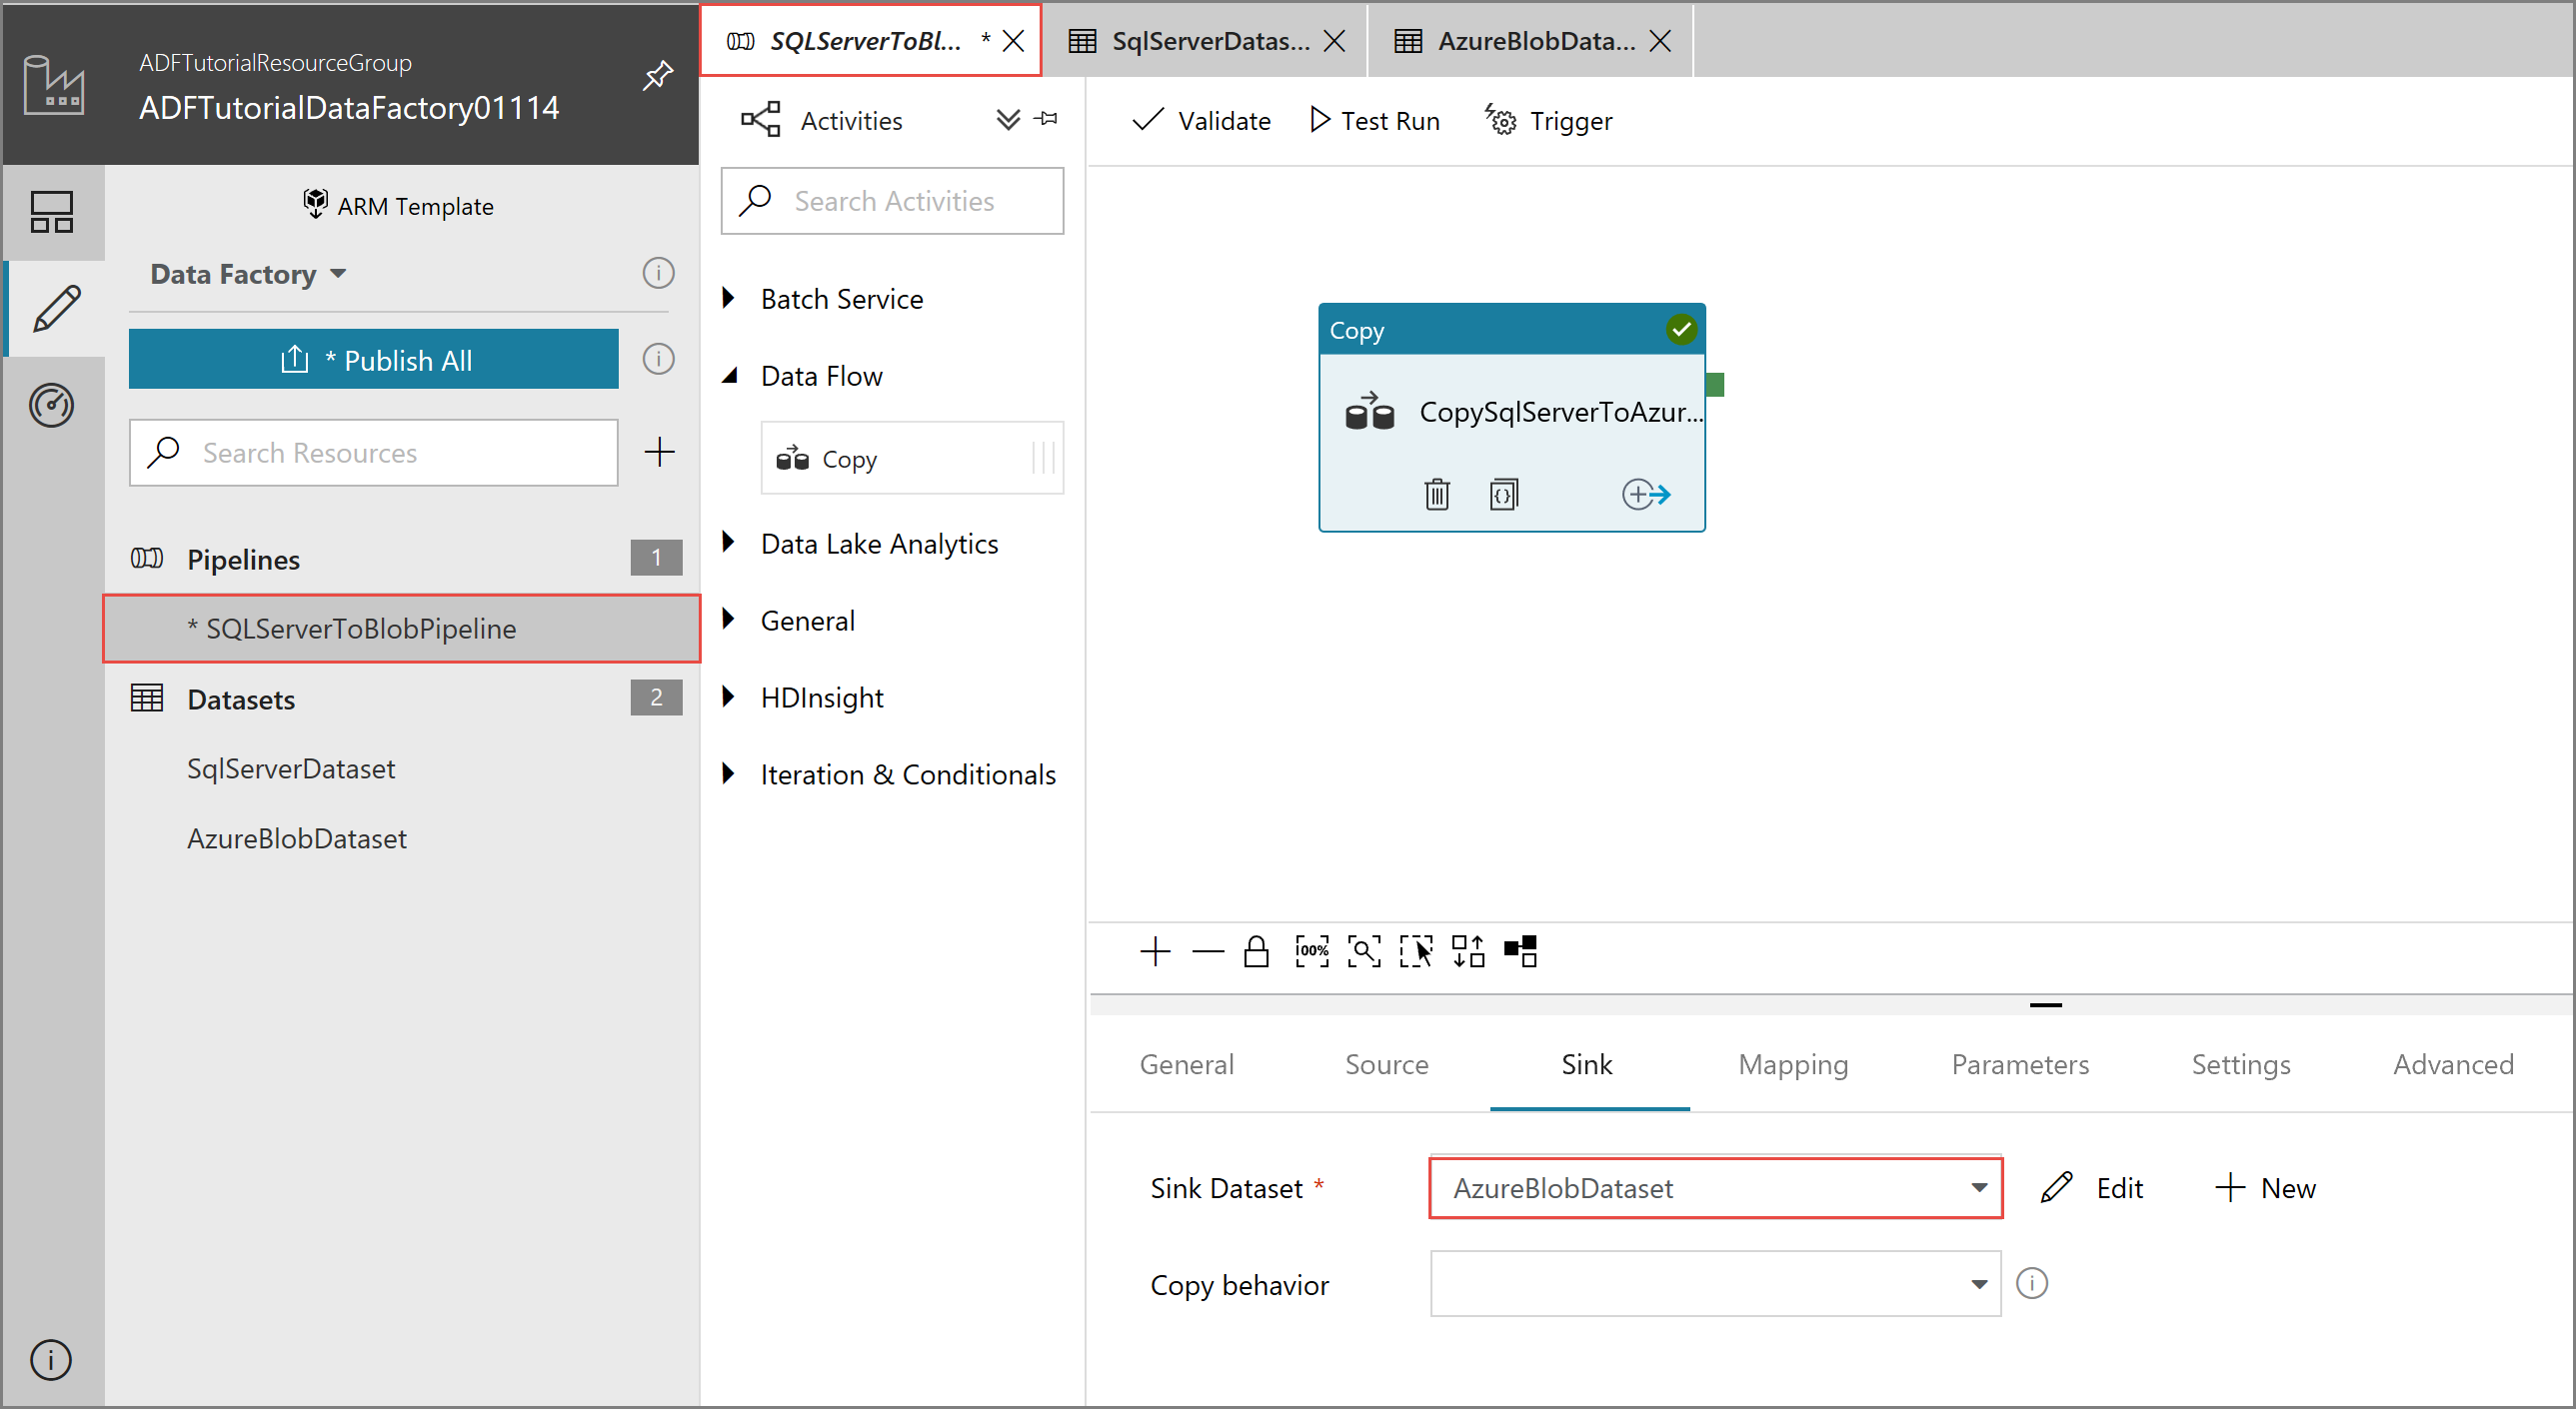 ADFTutorialResourceGroup
ADFTutorialDataFactory01114
ARM Template
Data Factory
* Publish All
Search Resources
Pipelines 1
* SQLServerToBlobPipeline
Datasets 2
SqlServerDataset
AzureBlobDataset
SQLServerToBl... *
SqlServerDatas...
AzureBlobData...
Activities
Search Activities
Batch Service
Data Flow
Copy
Data Lake Analytics
General
HDInsight
Iteration & Conditionals
Validate Test Run Trigger
Copy
CopySqlServerToAzur...
100%
General Source Sink Mapping Parameters Settings Advanced
Sink Dataset * AzureBlobDataset Edit New
Copy behavior